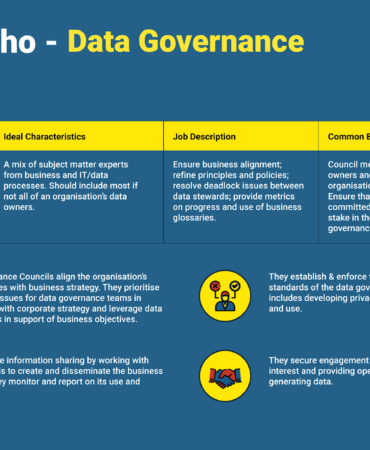 ho - Data Governance
Ideal Characteristics
Job Description
Common E
A mix of subject matter experts
from business and IT/data
processes. Should include most if
not all of an organisation's data
owners.
Ensure business alignment;
refine principles and policies;
resolve deadlock issues between
data stewards; provide metrics
on progress and use of business
glossaries.
Council me
owners and
organisatio
Ensure tha
committed
stake in the
governanc
ance Councils align the organisation's
es with business strategy. They prioritise
ssues for data governance teams in
with corporate strategy and leverage data
s in support of business objectives.
They establish & enforce t
standards of the data gov
includes developing priva
and use.
e information sharing by working with
ls to create and disseminate the business
ey monitor and report on its use and
They secure engagement
interest and providing ope
generating data.